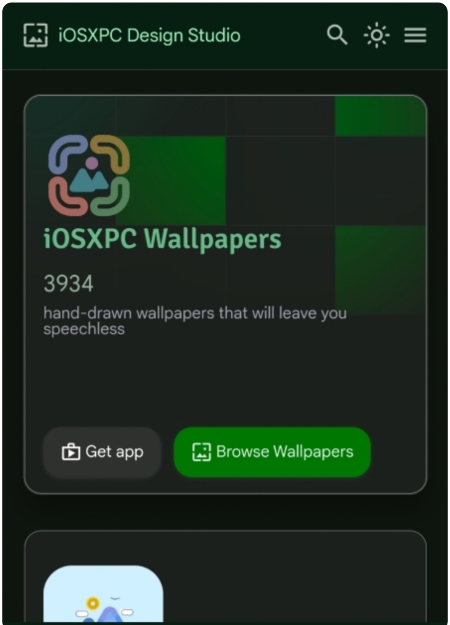 iOSXPC Design Studio
iOSXPC Wallpapers
3934
hand-drawn wallpapers that will leave you
speechless
Get app
Browse Wallpapers